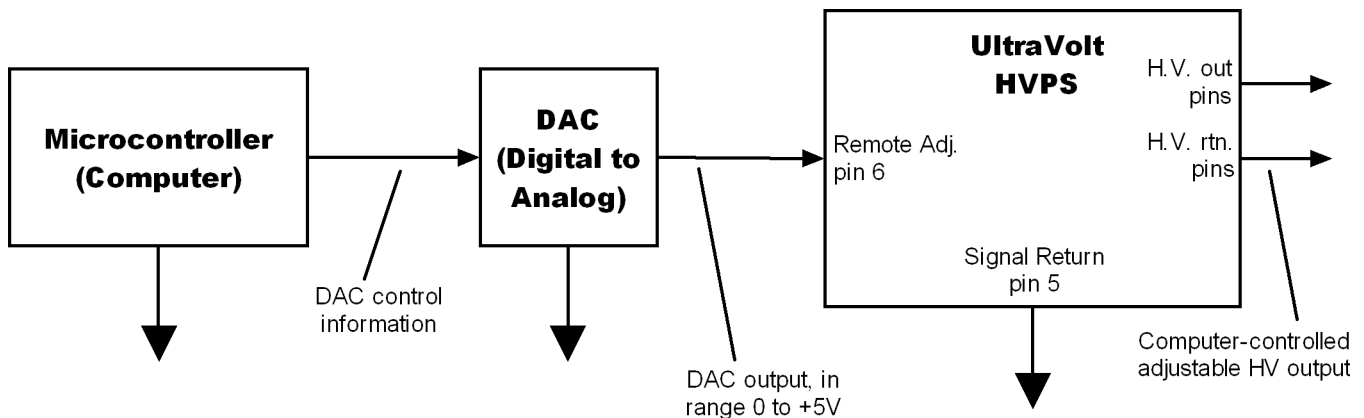 Microcontroller
(Computer)
DAC control
information
DAC
(Digital to
Analog)
DAC output, in
range 0 to +5V
UltraVolt
HVPS
Remote Adj.
pin 6
H.V. out
pins
H.V. rtn.
pins
Signal Return
pin 5
Computer-controlled
adjustable HV output